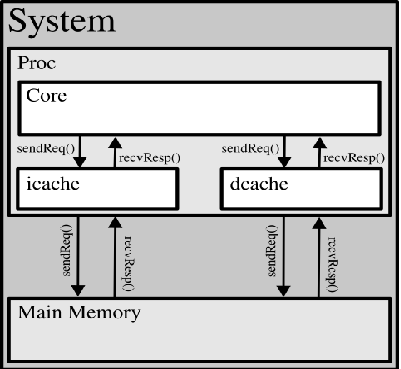 System
Proc
Core
sendReq()
recvResp()
sendReq()
recvResp()
icache
dcache
sendReq()
recvResp()
sendReq()
recvResp()
Main Memory